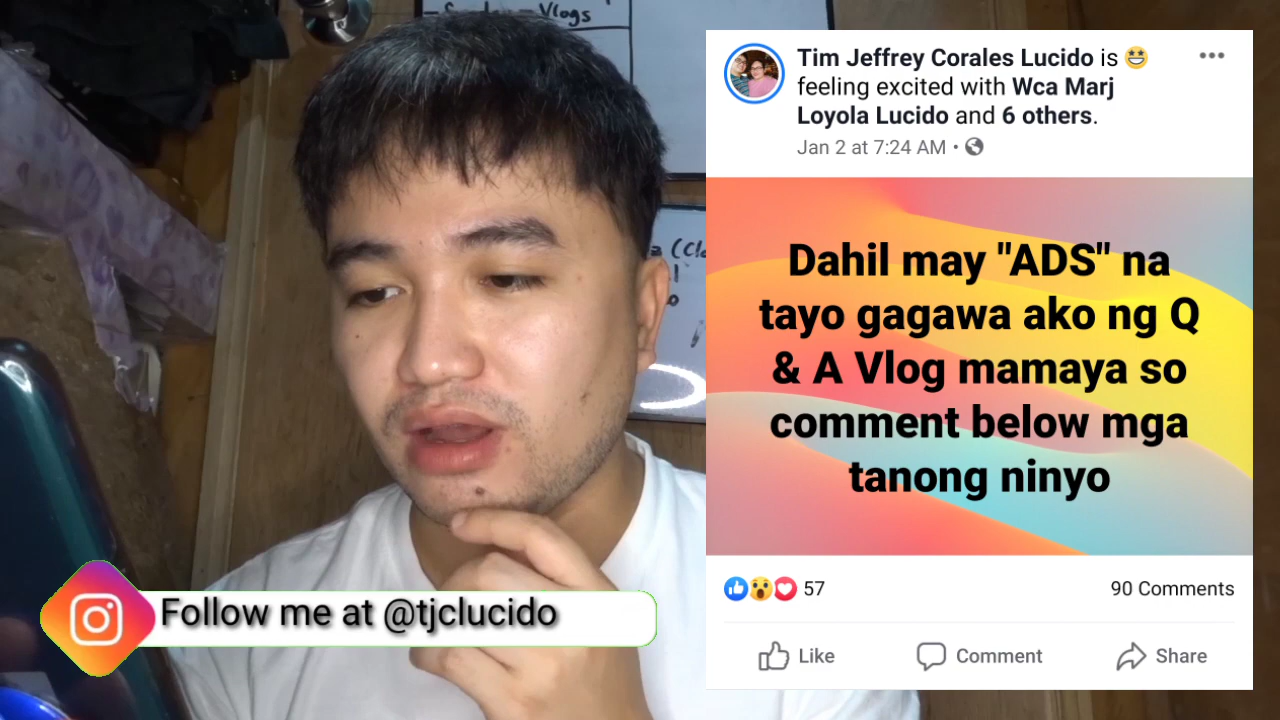 Vlogs
Tim Jeffrey Corales Lucido is 😆
feeling excited with Wca Marj
Loyola Lucido and 6 others.
Jan 2 at 7:24 AM •
Dahil may "ADS" na
tayo gagawa ako ng Q
& A Vlog mamaya so
comment below mga
tanong ninyo
57
90 Comments
Like
Comment
Share
Follow me at @tjclucido